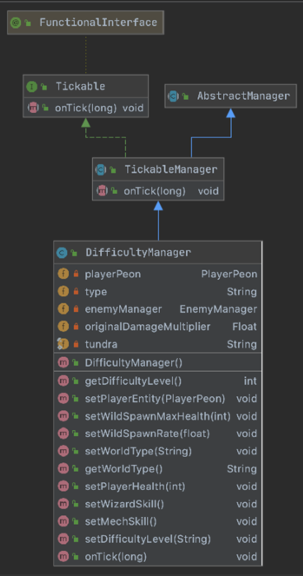 FunctionalInterface
Tickable
onTick(long) void
AbstractManager
TickableManager
onTick(long) void
DifficultyManager
playerPeon PlayerPeon
type String
enemyManager EnemyManager
originalDamageMultiplier Float
tundra String
DifficultyManager()
getDifficultyLevel() int
setPlayerEntity(PlayerPeon) void
setWildSpawnMaxHealth(int) void
setWildSpawnRate(float) void
setWorldType(String) void
getWorldType() String
setPlayerHealth(int) void
setWizardSkill() void
setMechSkill() void
setDifficultyLevel(String) void
onTick(long) void